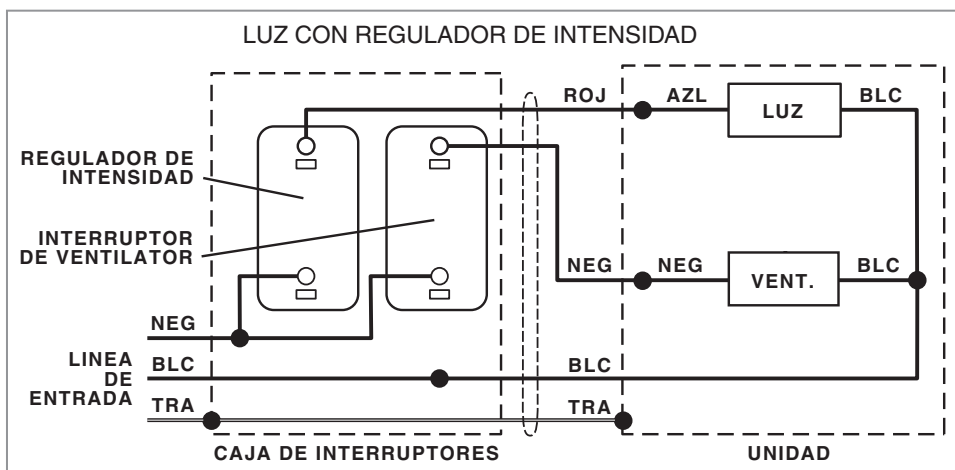 LUZ CON REGULADOR DE INTENSIDAD
ROJ
AZL
LUZ
BLC
REGULADOR DE
INTENSIDAD
INTERRUPTOR
DE VENTILATOR
NEG
NEG
VENT.
BLC
NEG
LINEA
DE
ENTRADA
BLC
BLC
TRA
TRA
CAJA DE INTERRUPTORES
UNIDAD